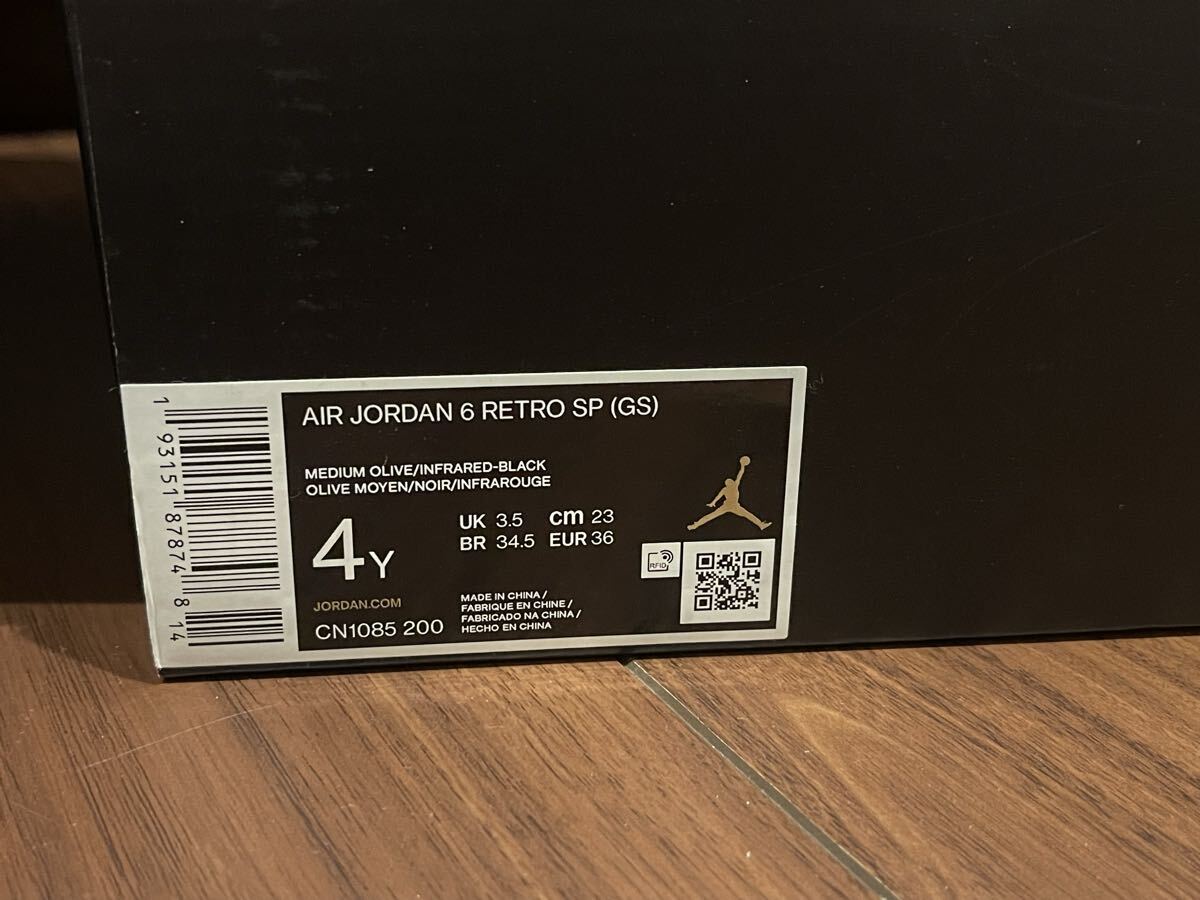 1 93151 87874 8 14
AIR JORDAN 6 RETRO SP (GS)
MEDIUM OLIVE/INFRARED-BLACK
OLIVE MOYEN/NOIR/INFRAROUGE
4Y
UK 3.5 cm 23
BR 34.5 EUR 36
JORDAN.COM
CN1085 200
MADE IN CHINA /
FABRIQUE EN CHINE /
FABRICADO NA CHINA /
HECHO EN CHINA
RFID